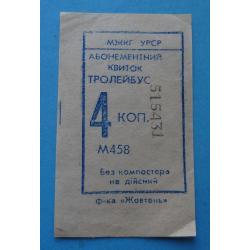 МЖКГ УРСР
АБОНЕМЕНТНИЙ
КВИТОК
ТРОЛЕЙБУС
4 КОП.
515431
М458
Без компостера
не дійсний
ф-ка «Жовтень»